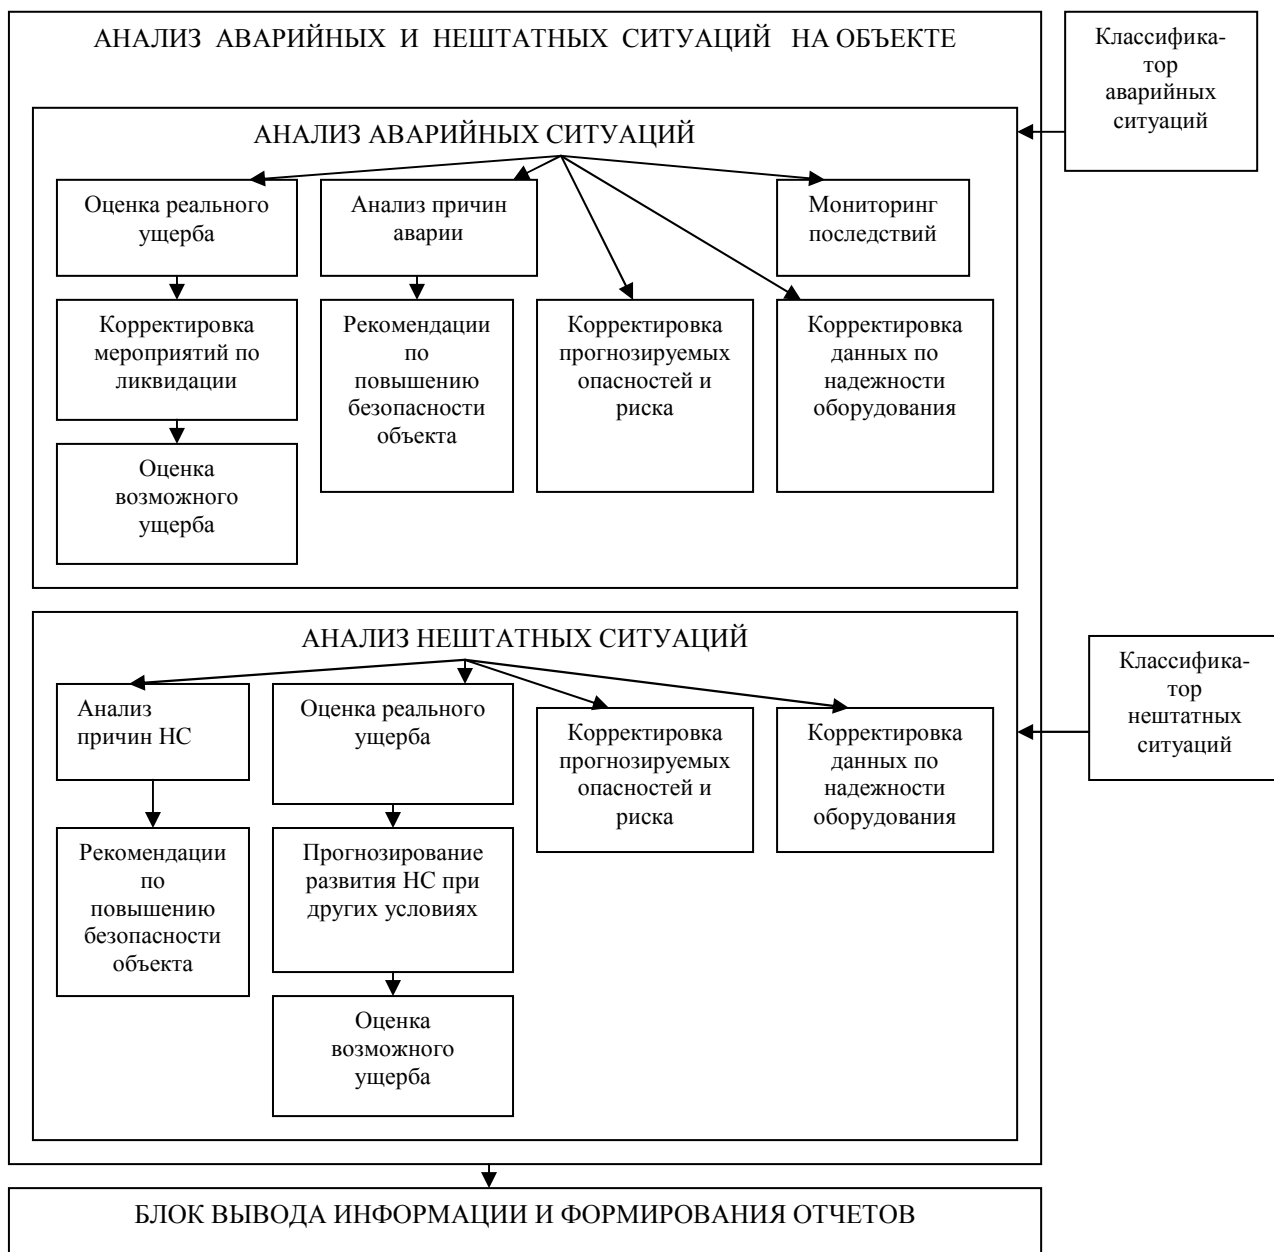 АНАЛИЗ АВАРИЙНЫХ И НЕШТАТНЫХ СИТУАЦИЙ НА ОБЪЕКТЕ
Классифика-
тор
аварийных
ситуаций
АНАЛИЗ АВАРИЙНЫХ СИТУАЦИЙ
Оценка реального
ущерба
Анализ причин
аварии
Мониторинг
последствий
Корректировка
мероприятий по
ликвидации
Рекомендации
по
повышению
безопасности
объекта
Корректировка
прогнозируемых
опасностей и
риска
Корректировка
данных по
надежности
оборудования
Оценка
возможного
ущерба
АНАЛИЗ НЕШТАТНЫХ СИТУАЦИЙ
Классифика-
тор
нештатных
ситуаций
Анализ
причин НС
Оценка реального
ущерба
Корректировка
прогнозируемых
опасностей и
риска
Корректировка
данных по
надежности
оборудования
Рекомендации
по
повышению
безопасности
объекта
Прогнозирование
развития НС при
других условиях
Оценка
возможного
ущерба
БЛОК ВЫВОДА ИНФОРМАЦИИ И ФОРМИРОВАНИЯ ОТЧЕТОВ